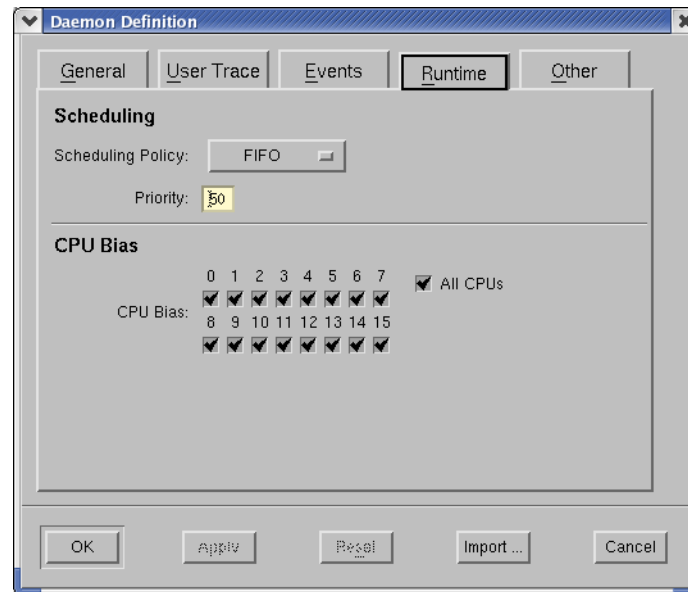 Daemon Definition
General User Trace Events Runtime Other
Scheduling
Scheduling Policy: FIFO
Priority: 50
CPU Bias
0 1 2 3 4 5 6 7
All CPUs
CPU Bias:
8 9 10 11 12 13 14 15
OK Apply Reset Import ... Cancel